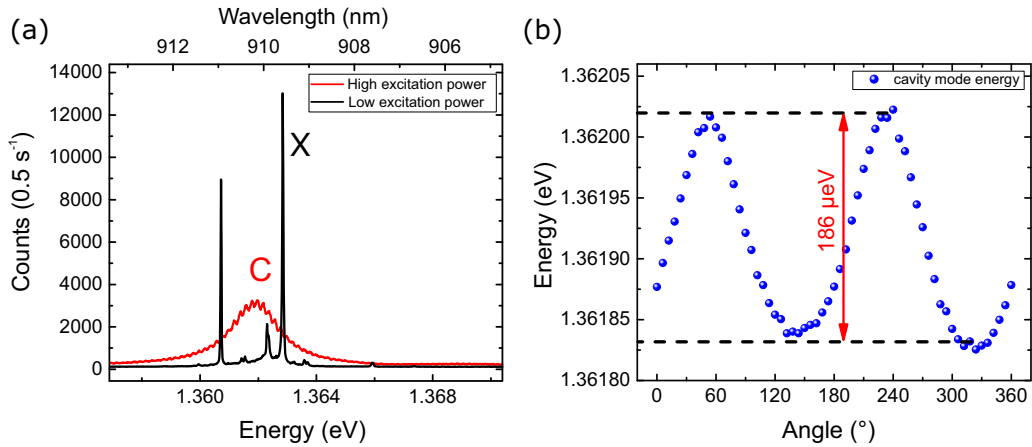 (a)
Wavelength (nm)
912 910 908 906
14000
12000
10000
8000
6000
4000
2000
0
Counts (0.5 s⁻¹)
High excitation power
Low excitation power
X
C
1.360 1.364 1.368
Energy (eV)
(b)
1.36205
1.36200
1.36195
1.36190
1.36185
1.36180
Energy (eV)
cavity mode energy
186 µeV
0 60 120 180 240 300 360
Angle (°)